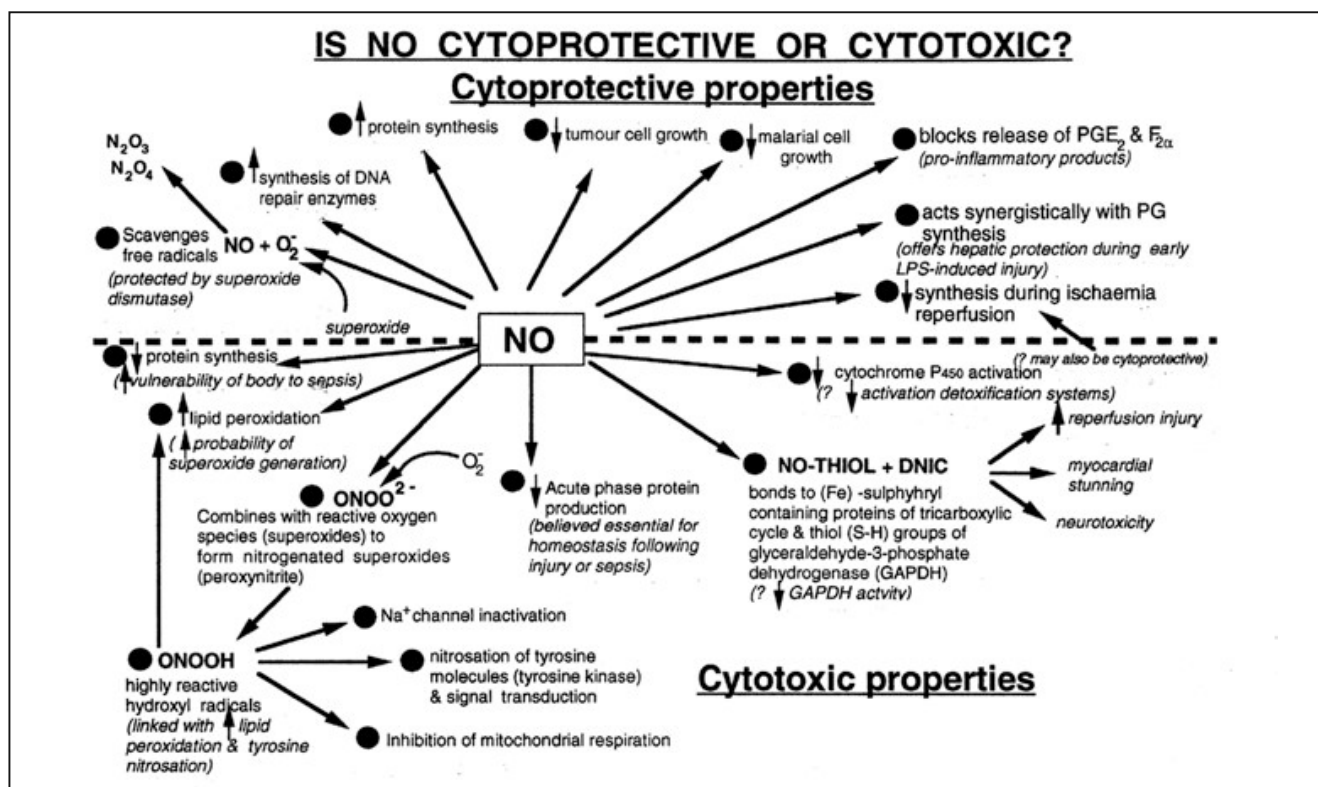 IS NO CYTOPROTECTIVE OR CYTOTOXIC?
Cytoprotective properties
N₂O₃
N₂O₄
↑ protein synthesis
↓ tumour cell growth
↓ malarial cell
growth
blocks release of PGE₂ & F₂α
(pro-inflammatory products)
↑
synthesis of DNA
repair enzymes
Scavenges
free radicals
NO + O₂⁻
(protected by superoxide
dismutase)
superoxide
acts synergistically with PG
synthesis
(offers hepatic protection during early
LPS-induced injury)
↓ synthesis during ischaemia
reperfusion
NO
(? may also be cytoprotective)
↓ protein synthesis
(↑vulnerability of body to sepsis)
↑ lipid peroxidation
(↑ probability of
superoxide generation)
O₂⁻
ONOO²⁻
Combines with reactive oxygen
species (superoxides) to
form nitrogenated superoxides
(peroxynitrite)
↓ Acute phase protein
production
(believed essential for
homeostasis following
injury or sepsis)
↓ cytochrome P450 activation
(? ↓ activation detoxification systems)
NO-THIOL + DNIC
bonds to (Fe) -sulphyhryl
containing proteins of tricarboxylic
cycle & thiol (S-H) groups of
glyceraldehyde-3-phosphate
dehydrogenase (GAPDH)
(? ↓ GAPDH actvity)
↑ reperfusion injury
myocardial
stunning
neurotoxicity
ONOOH
highly reactive
hydroxyl radicals
(linked with ↑ lipid
peroxidation & tyrosine
nitrosation)
Na⁺ channel inactivation
nitrosation of tyrosine
molecules (tyrosine kinase)
& signal transduction
Inhibition of mitochondrial respiration
Cytotoxic properties